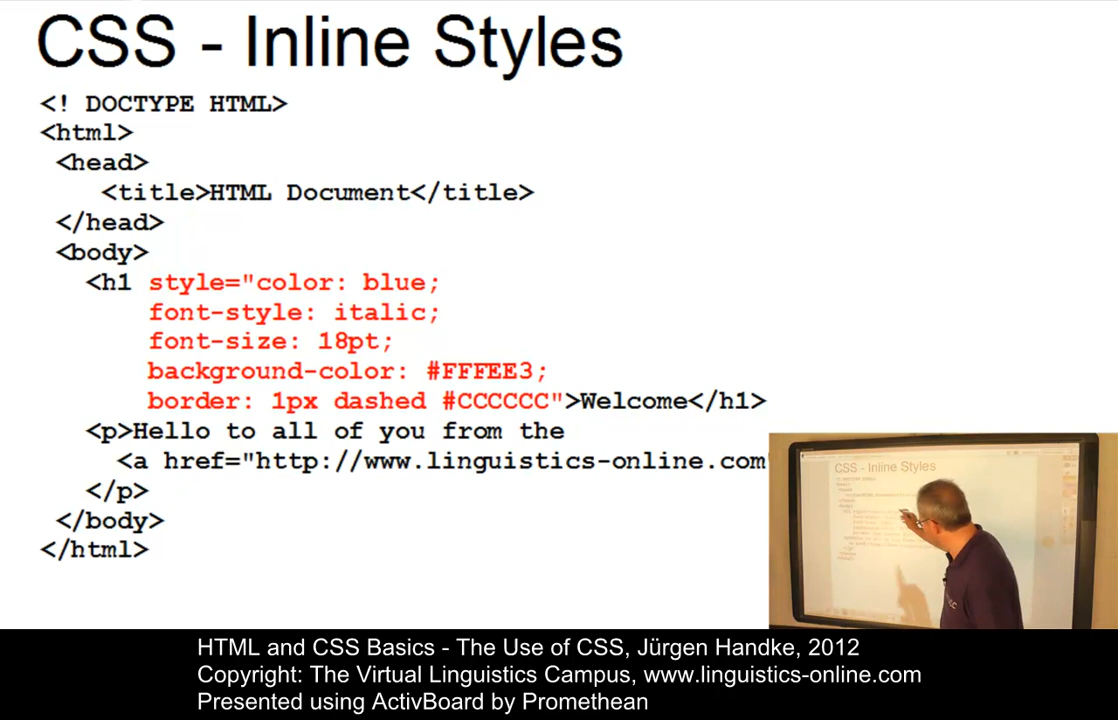 CSS - Inline Styles
<! DOCTYPE HTML>
<html>
<head>
<title>HTML Document</title>
</head>
<body>
<h1 style="color: blue;
font-style: italic;
font-size: 18pt;
background-color: #FFFEE3;
border: 1px dashed #CCCCCC">Welcome</h1>
<p>Hello to all of you from the
<a href="http://www.linguistics-online.com
</p>
</body>
</html>
CSS - Inline Styles
HTML and CSS Basics - The Use of CSS, Jürgen Handke, 2012
Copyright: The Virtual Linguistics Campus, www.linguistics-online.com
Presented using ActivBoard by Promethean